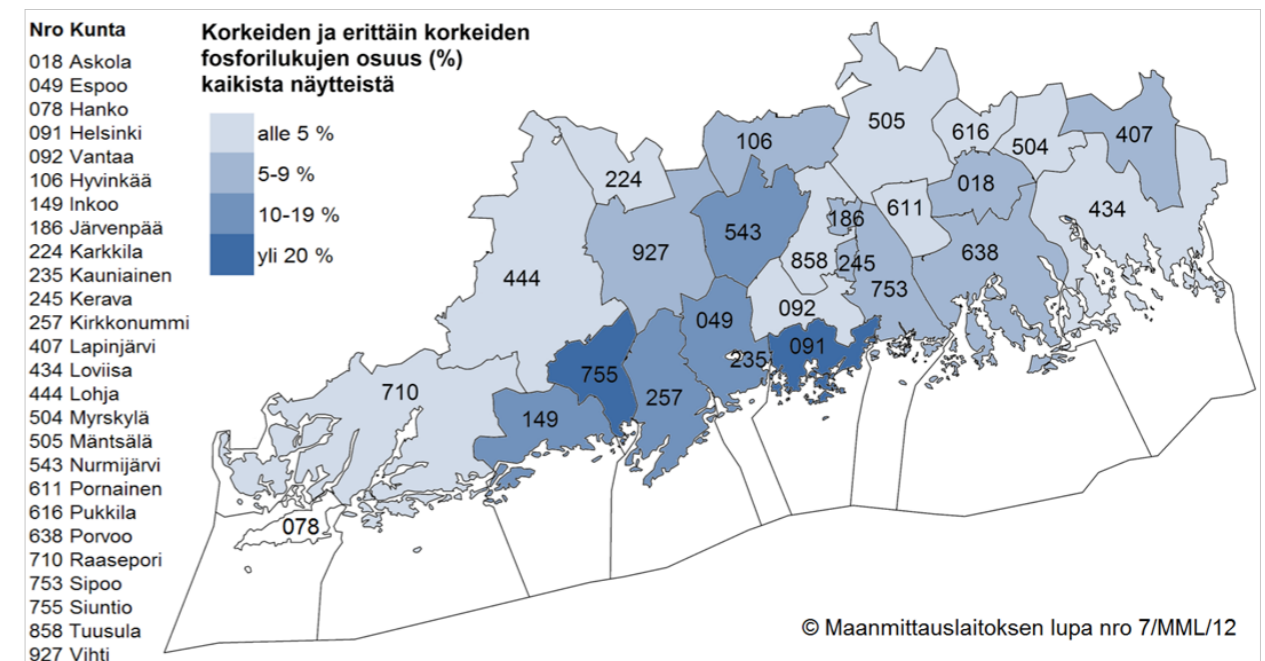 Nro Kunta
018 Askola
049 Espoo
078 Hanko
091 Helsinki
092 Vantaa
106 Hyvinkää
149 Inkoo
186 Järvenpää
224 Karkkila
235 Kauniainen
245 Kerava
257 Kirkkonummi
407 Lapinjärvi
434 Loviisa
444 Lohja
504 Myrskylä
505 Mäntsälä
543 Nurmijärvi
611 Pornainen
616 Pukkila
638 Porvoo
710 Raasepori
753 Sipoo
755 Siuntio
858 Tuusula
927 Vihti
Korkeiden ja erittäin korkeiden
fosforilukujen osuus (%)
kaikista näytteistä
alle 5 %
5-9 %
10-19 %
yli 20 %
505
616
407
106
504
224
018
611
434
186
543
927
638
858
245
444
753
092
049
091
235
755
710
257
149
078
© Maanmittauslaitoksen lupa nro 7/MML/12